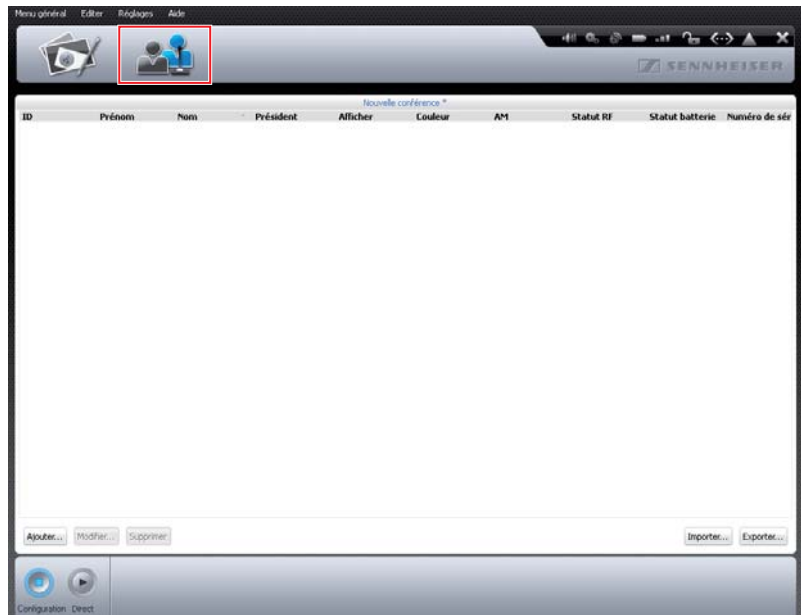 Menu général Editer Réglages Aide
SENNHEISER
Nouvelle conférence *
ID Prénom Nom Président Afficher Couleur AM Statut RF Statut batterie Numéro de sér
Ajouter... Modifier... Supprimer Importer... Exporter...
Configuration Direct